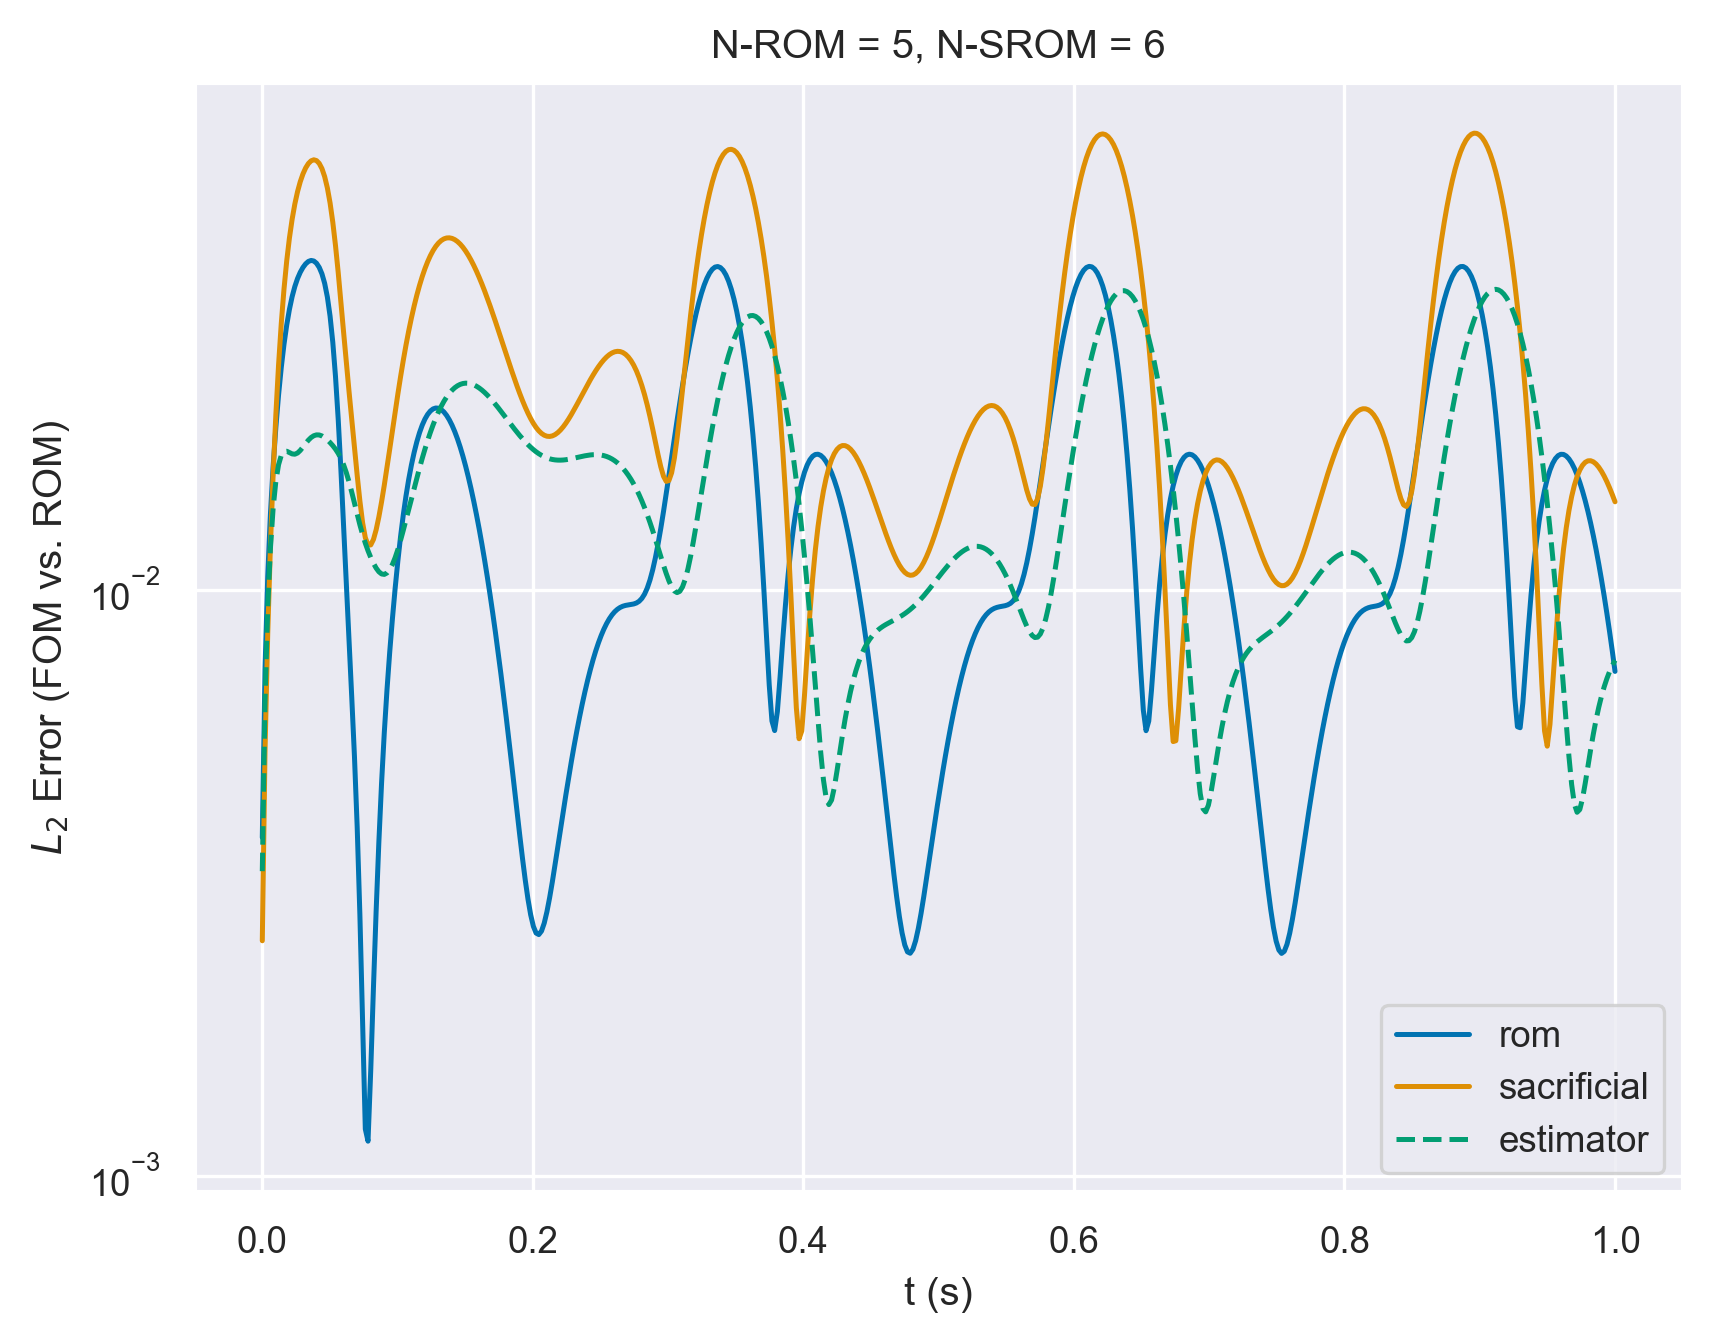 N-ROM = 5, N-SROM = 6
L₂ Error (FOM vs. ROM)
10⁻²
10⁻³
rom
sacrificial
estimator
0.0 0.2 0.4 0.6 0.8 1.0
t (s)